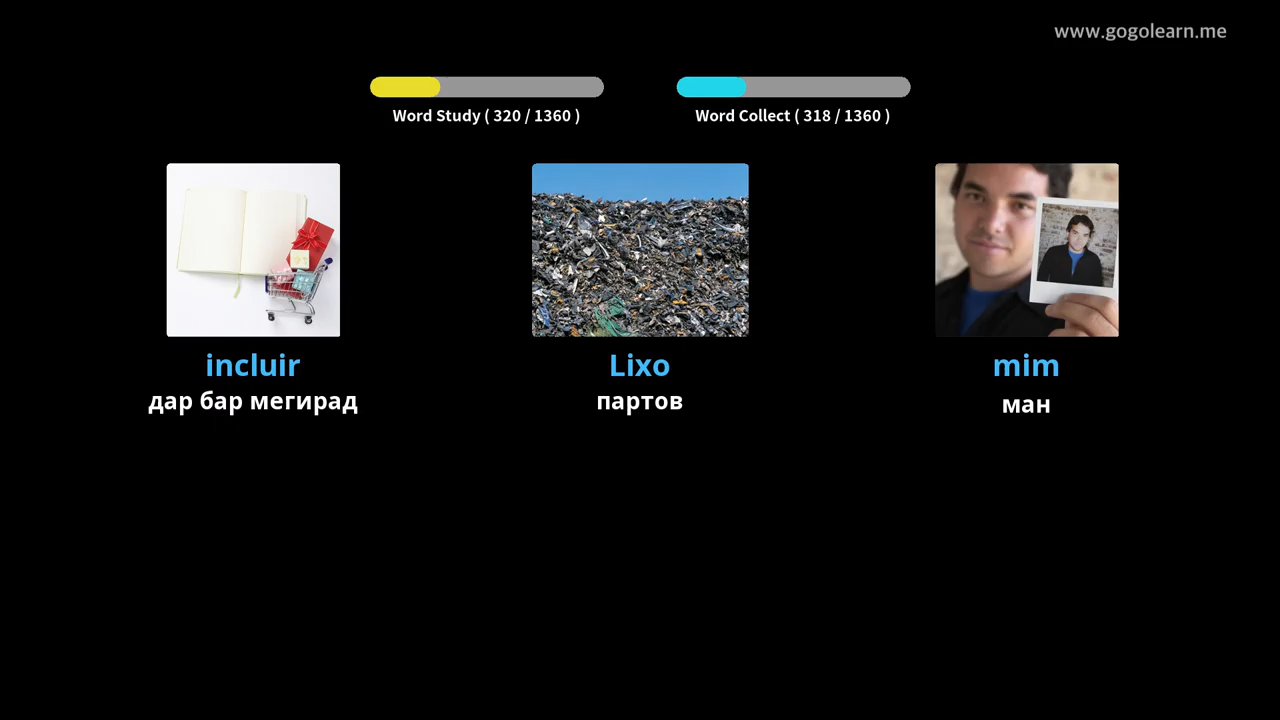 www.gogolearn.me
Word Study ( 320 / 1360 )
Word Collect ( 318 / 1360 )
incluir
дар бар мегирад
Lixo
партов
mim
ман